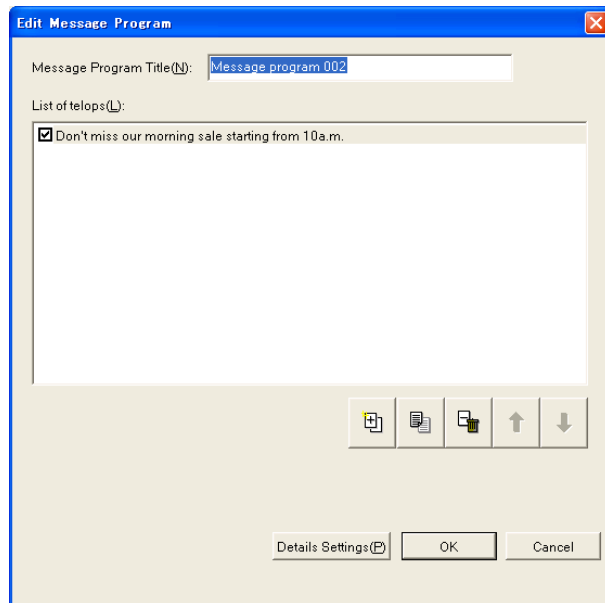 Edit Message Program
Message Program Title(N): Message program 002
List of telops(L):
Don't miss our morning sale starting from 10a.m.
Details Settings(P) OK Cancel